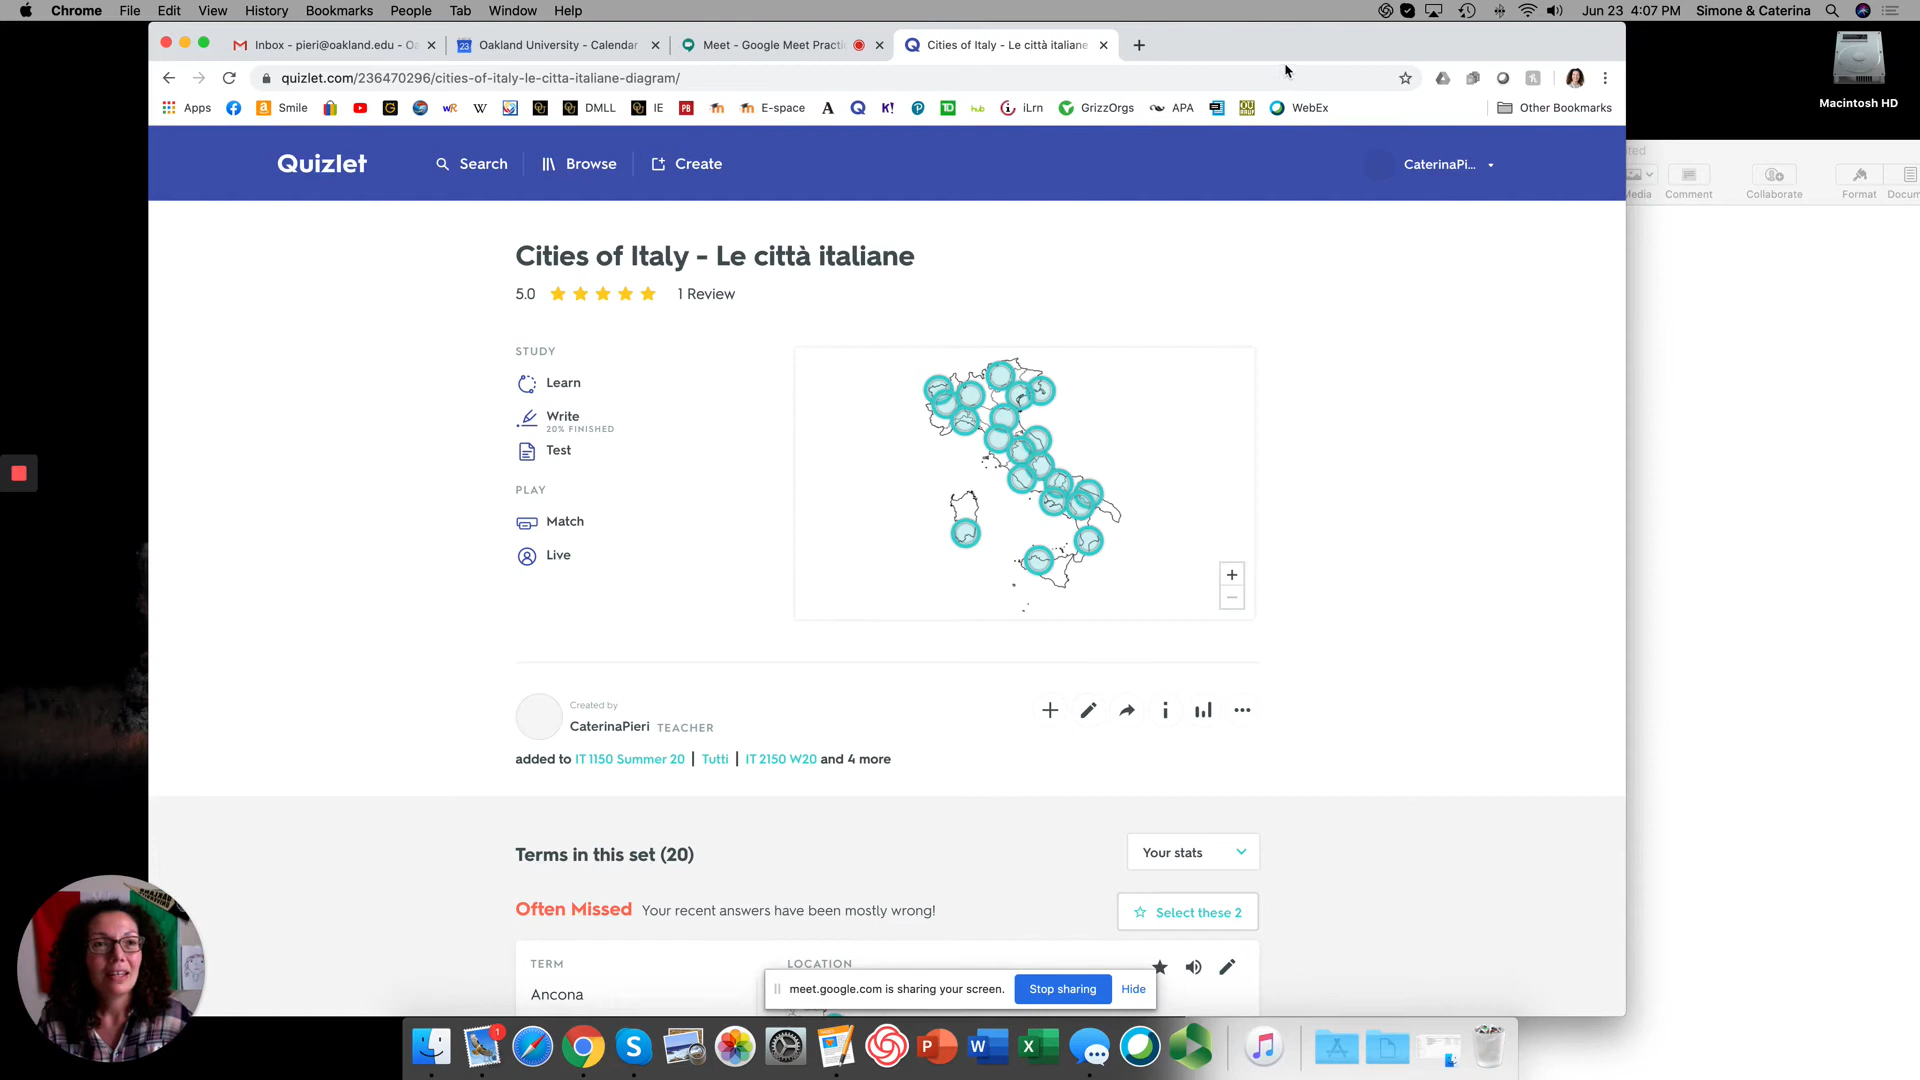 Chrome File Edit View History Bookmarks People Tab Window Help
Jun 23 4:07 PM Simone & Caterina
Inbox - pieri@oakland.edu - O
Oakland University - Calendar
Meet - Google Meet Practi
Cities of Italy - Le città italiane
quizlet.com/236470296/cities-of-italy-le-citta-italiane-diagram/
Apps Smile DMLL IE E-space iLrn GrizzOrgs APA WebEx Other Bookmarks
Macintosh HD
Quizlet Search Browse Create CaterinaPi...
Comment Collaborate Format
Cities of Italy - Le città italiane
5.0 1 Review
STUDY
Learn
Write
20% FINISHED
Test
PLAY
Match
Live
+
−
Created by
CaterinaPieri TEACHER
added to IT 1150 Summer 20 | Tutti | IT 2150 W20 and 4 more
Terms in this set (20)
Your stats
Often Missed Your recent answers have been mostly wrong!
Select these 2
TERM LOCATION
Ancona
meet.google.com is sharing your screen. Stop sharing Hide